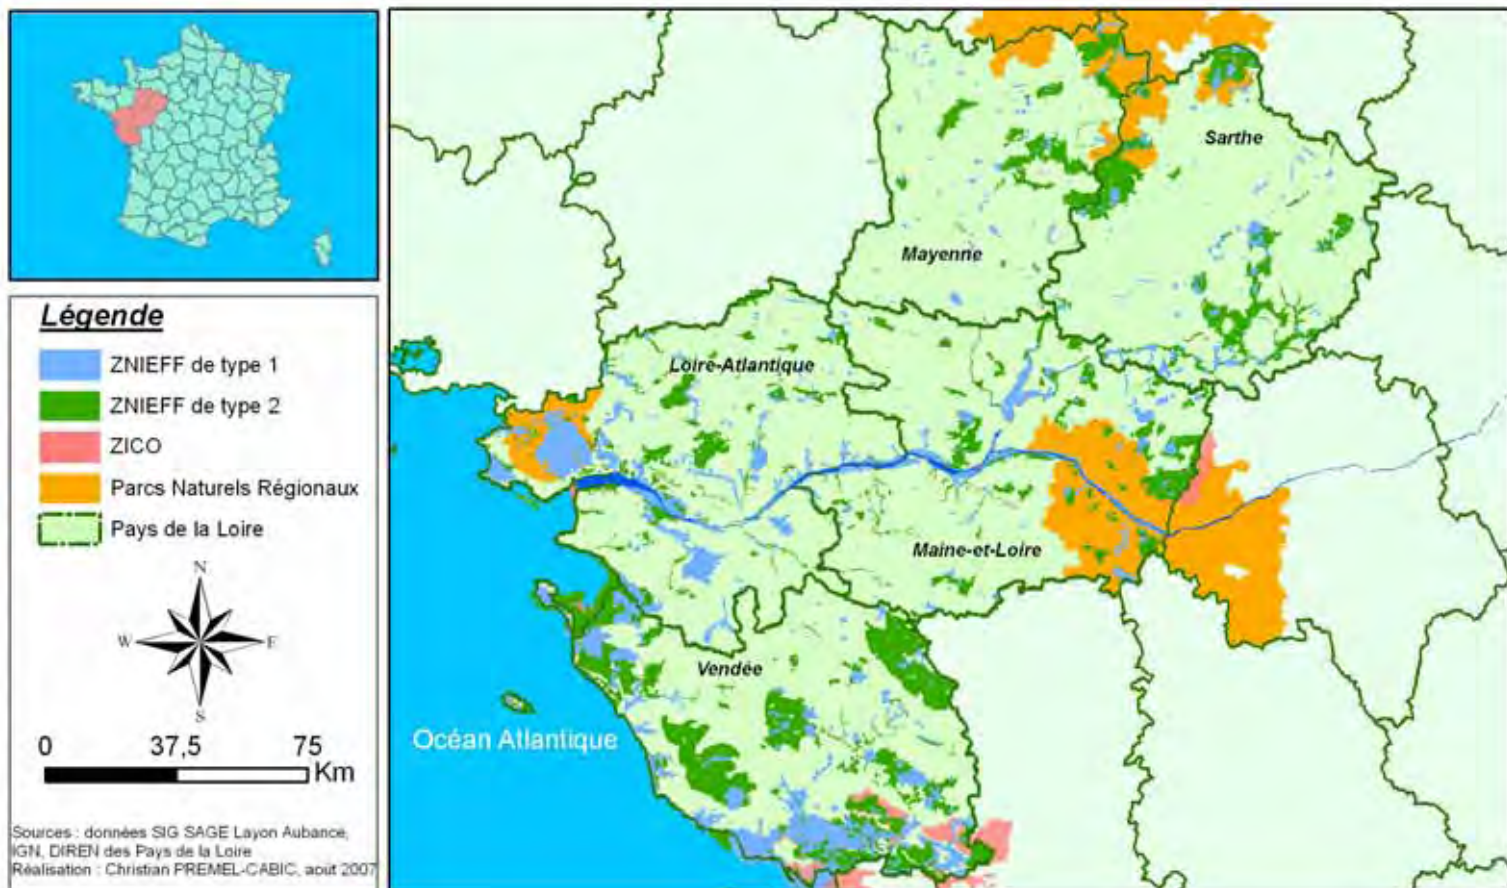 Légende
ZNIEFF de type 1
ZNIEFF de type 2
ZICO
Parcs Naturels Régionaux
Pays de la Loire
N
W
E
S
0 37,5 75
Km
Sources : données SIG SAGE Layon Aubance,
IGN, DIREN des Pays de la Loire
Réalisation : Christian PREMEL-CABIC, août 2007
Sarthe
Mayenne
Loire-Atlantique
Maine-et-Loire
Vendée
Océan Atlantique